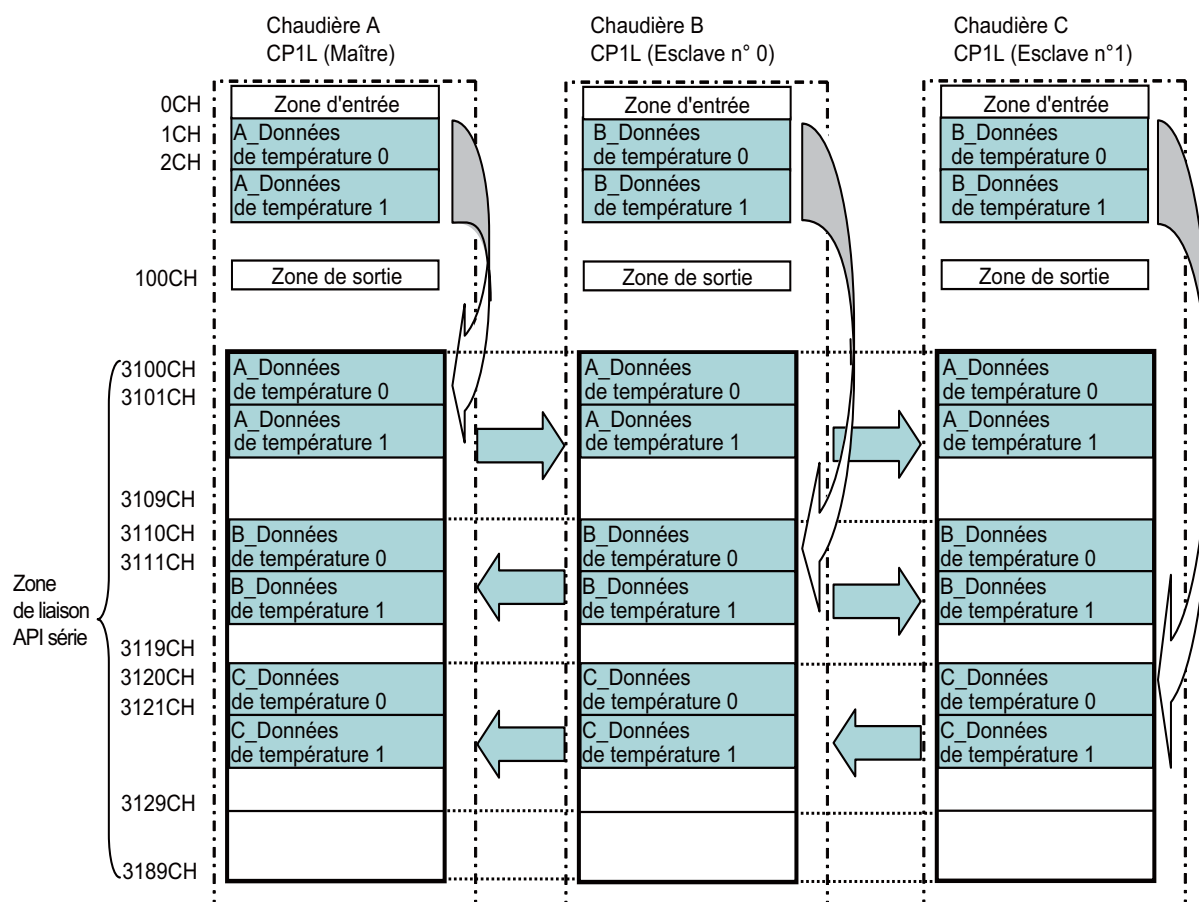 Chaudière A
CP1L (Maître)
Chaudière B
CP1L (Esclave n° 0)
Chaudière C
CP1L (Esclave n°1)
0CH
1CH
2CH
100CH
3100CH
3101CH
3109CH
3110CH
3111CH
3119CH
3120CH
3121CH
3129CH
3189CH
Zone
de liaison
API série
Zone d'entrée
A_Données
de température 0
A_Données
de température 1
Zone de sortie
A_Données
de température 0
A_Données
de température 1
B_Données
de température 0
B_Données
de température 1
C_Données
de température 0
C_Données
de température 1
Zone d'entrée
B_Données
de température 0
B_Données
de température 1
Zone de sortie
A_Données
de température 0
A_Données
de température 1
B_Données
de température 0
B_Données
de température 1
C_Données
de température 0
C_Données
de température 1
Zone d'entrée
B_Données
de température 0
B_Données
de température 1
Zone de sortie
A_Données
de température 0
A_Données
de température 1
B_Données
de température 0
B_Données
de température 1
C_Données
de température 0
C_Données
de température 1